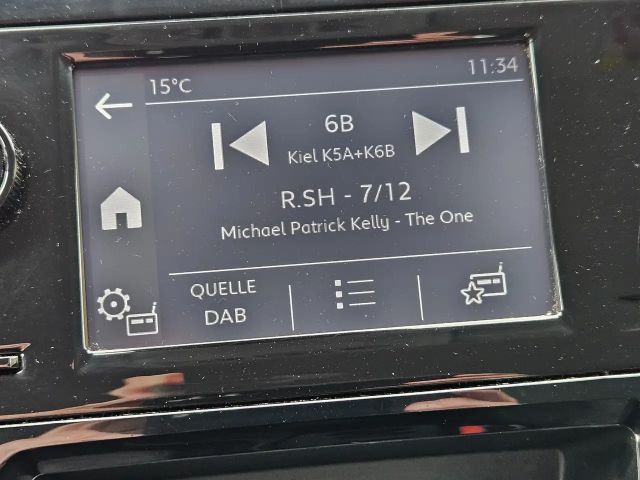 15°C
11:34
6B
Kiel K5A+K6B
R.SH - 7/12
Michael Patrick Kelly - The One
QUELLE
DAB